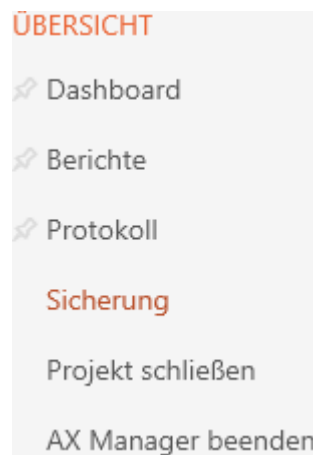 ÜBERSICHT
Dashboard
Berichte
Protokoll
Sicherung
Projekt schließen
AX Manager beenden